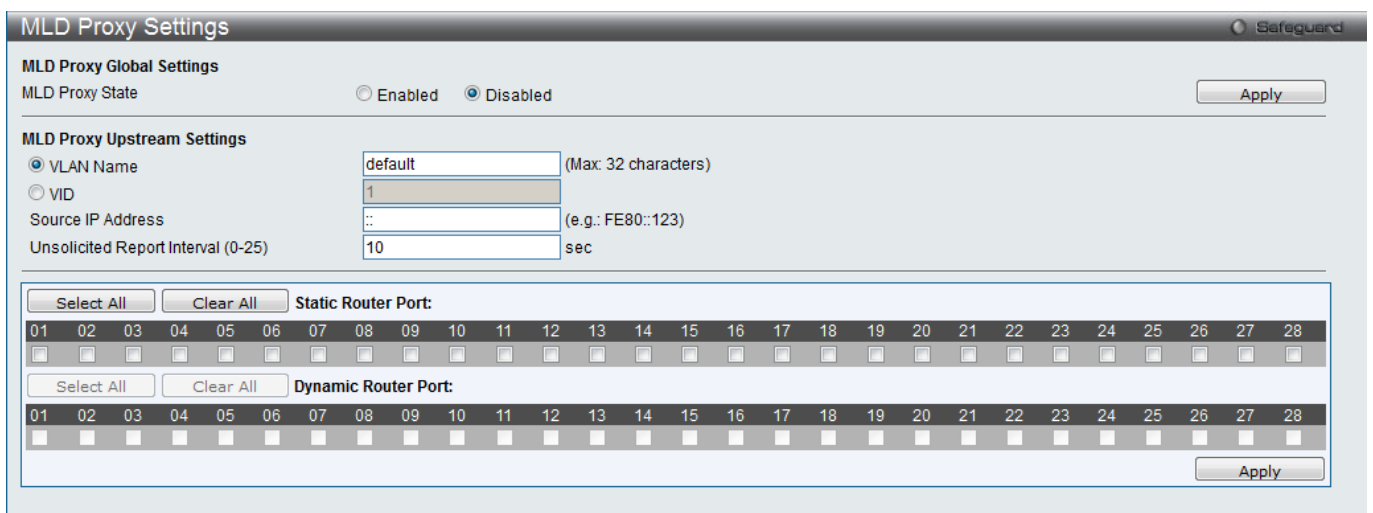 MLD Proxy Settings Safeguard
MLD Proxy Global Settings
MLD Proxy State Enabled Disabled Apply
MLD Proxy Upstream Settings
VLAN Name default (Max: 32 characters)
VID 1
Source IP Address :: (e.g.: FE80::123)
Unsolicited Report Interval (0-25) 10 sec
Select All Clear All Static Router Port:
01 02 03 04 05 06 07 08 09 10 11 12 13 14 15 16 17 18 19 20 21 22 23 24 25 26 27 28
Select All Clear All Dynamic Router Port:
01 02 03 04 05 06 07 08 09 10 11 12 13 14 15 16 17 18 19 20 21 22 23 24 25 26 27 28
Apply